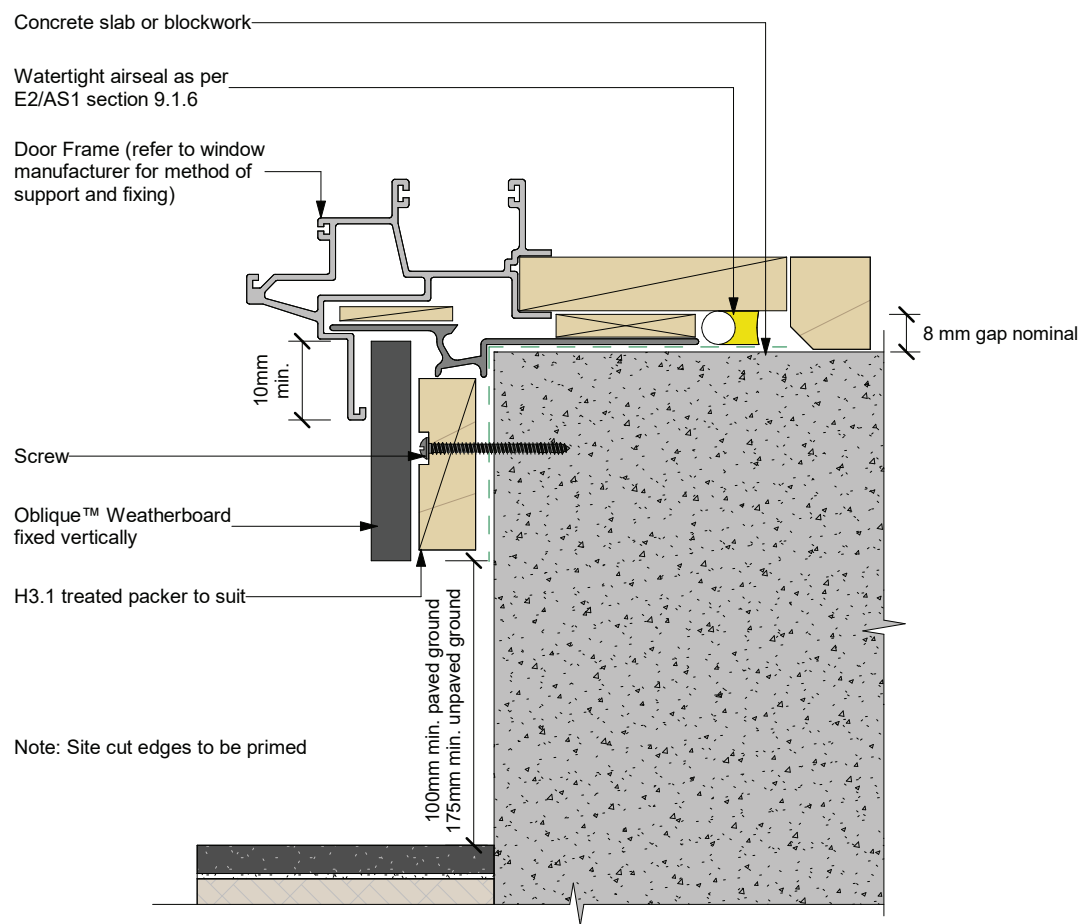 Concrete slab or blockwork
Watertight airseal as per
E2/AS1 section 9.1.6
Door Frame (refer to window
manufacturer for method of
support and fixing)
8 mm gap nominal
10mm
min.
Screw
Oblique™ Weatherboard
fixed vertically
H3.1 treated packer to suit
100mm min. paved ground
175mm min. unpaved ground
Note: Site cut edges to be primed